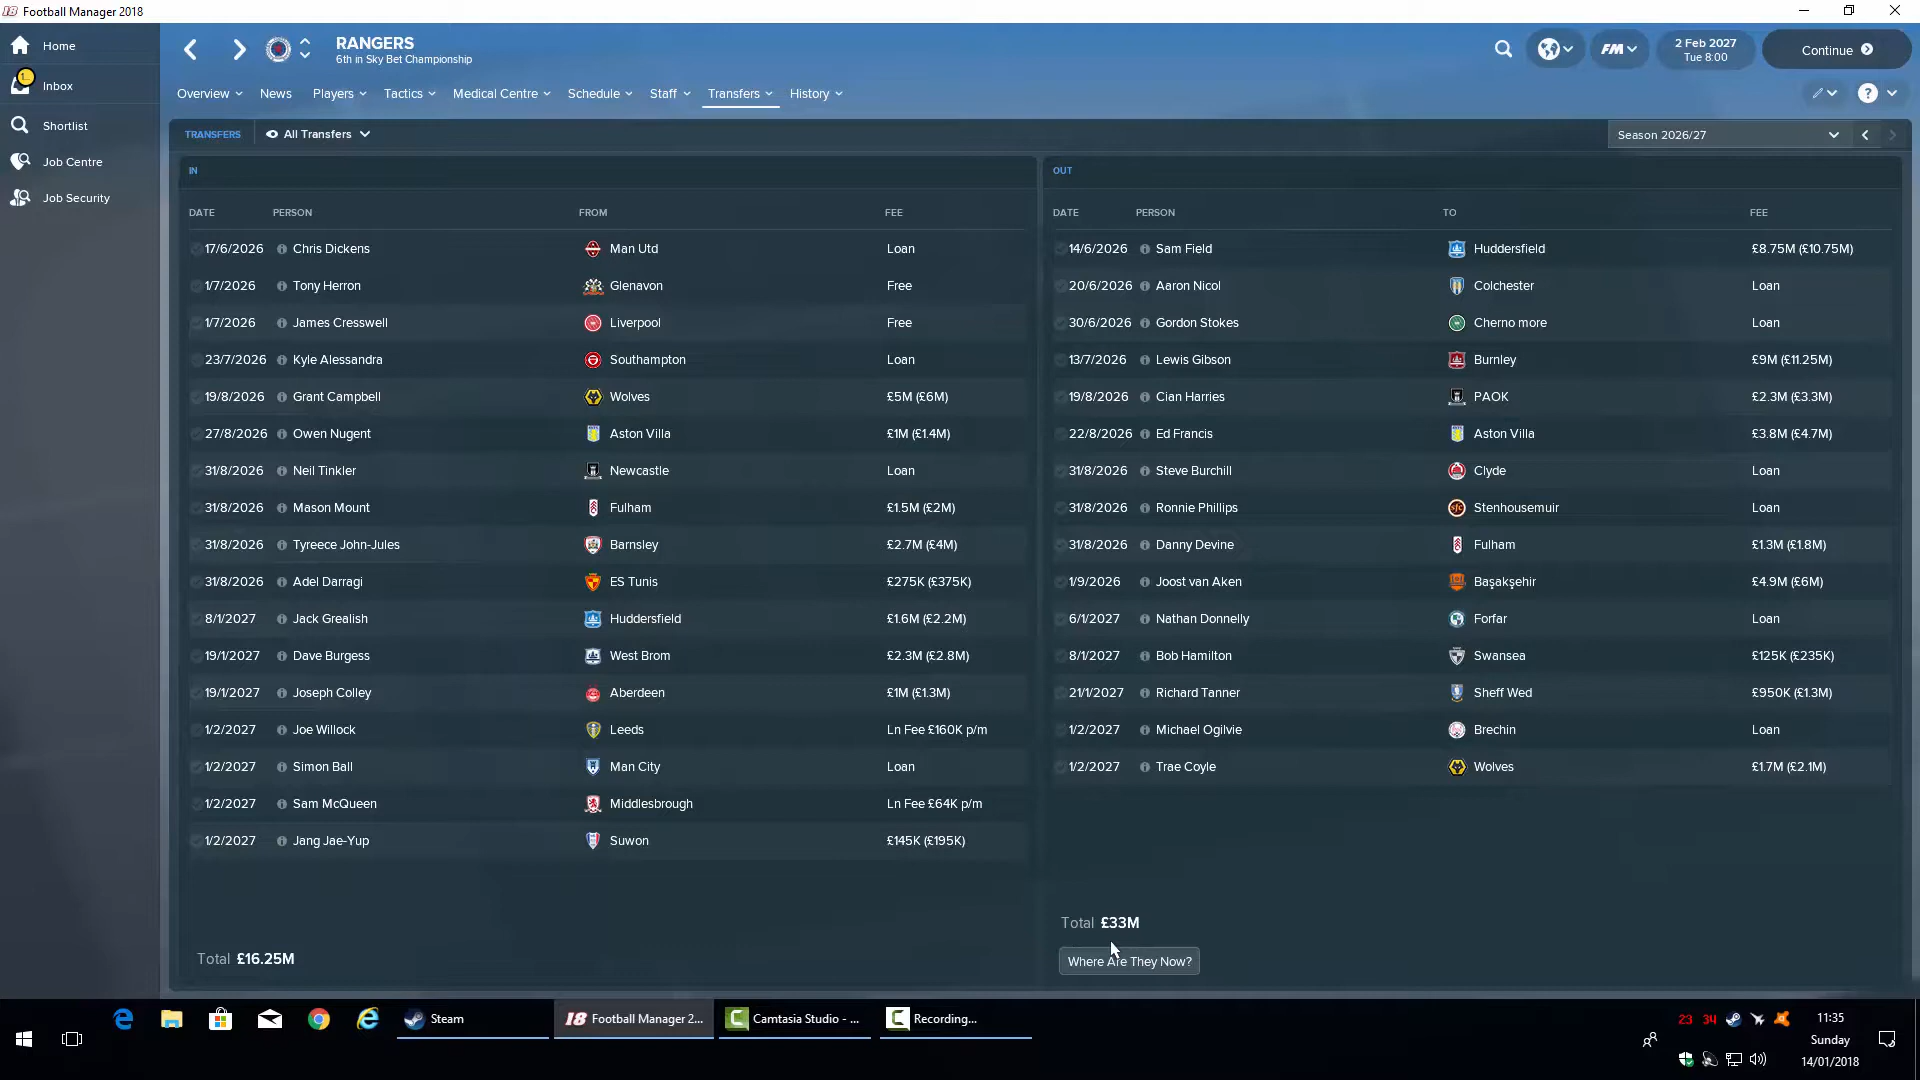 18 Football Manager 2018
Home
Inbox
Shortlist
Job Centre
Job Security
RANGERS
6th in Sky Bet Championship
FM
2 Feb 2027
Tue 8:00
Continue
Overview News Players Tactics Medical Centre Schedule Staff Transfers History
?
TRANSFERS All Transfers Season 2026/27
IN
DATE PERSON FROM FEE
17/6/2026 Chris Dickens Man Utd Loan
1/7/2026 Tony Herron Glenavon Free
1/7/2026 James Cresswell Liverpool Free
23/7/2026 Kyle Alessandra Southampton Loan
19/8/2026 Grant Campbell Wolves £5M (£6M)
27/8/2026 Owen Nugent Aston Villa £1M (£1.4M)
31/8/2026 Neil Tinkler Newcastle Loan
31/8/2026 Mason Mount Fulham £1.5M (£2M)
31/8/2026 Tyreece John-Jules Barnsley £2.7M (£4M)
31/8/2026 Adel Darragi ES Tunis £275K (£375K)
8/1/2027 Jack Grealish Huddersfield £1.6M (£2.2M)
19/1/2027 Dave Burgess West Brom £2.3M (£2.8M)
19/1/2027 Joseph Colley Aberdeen £1M (£1.3M)
1/2/2027 Joe Willock Leeds Ln Fee £160K p/m
1/2/2027 Simon Ball Man City Loan
1/2/2027 Sam McQueen Middlesbrough Ln Fee £64K p/m
1/2/2027 Jang Jae-Yup Suwon £145K (£195K)
Total £16.25M
OUT
DATE PERSON TO FEE
14/6/2026 Sam Field Huddersfield £8.75M (£10.75M)
20/6/2026 Aaron Nicol Colchester Loan
30/6/2026 Gordon Stokes Cherno more Loan
13/7/2026 Lewis Gibson Burnley £9M (£11.25M)
19/8/2026 Cian Harries PAOK £2.3M (£3.3M)
22/8/2026 Ed Francis Aston Villa £3.8M (£4.7M)
31/8/2026 Steve Burchill Clyde Loan
31/8/2026 Ronnie Phillips Stenhousemuir Loan
31/8/2026 Danny Devine Fulham £1.3M (£1.8M)
1/9/2026 Joost van Aken Başakşehir £4.9M (£6M)
6/1/2027 Nathan Donnelly Forfar Loan
8/1/2027 Bob Hamilton Swansea £125K (£235K)
21/1/2027 Richard Tanner Sheff Wed £950K (£1.3M)
1/2/2027 Michael Ogilvie Brechin Loan
1/2/2027 Trae Coyle Wolves £1.7M (£2.1M)
Total £33M
Where Are They Now?
Steam
18 Football Manager 2...
Camtasia Studio - ...
Recording...
23 34
11:35
Sunday
14/01/2018